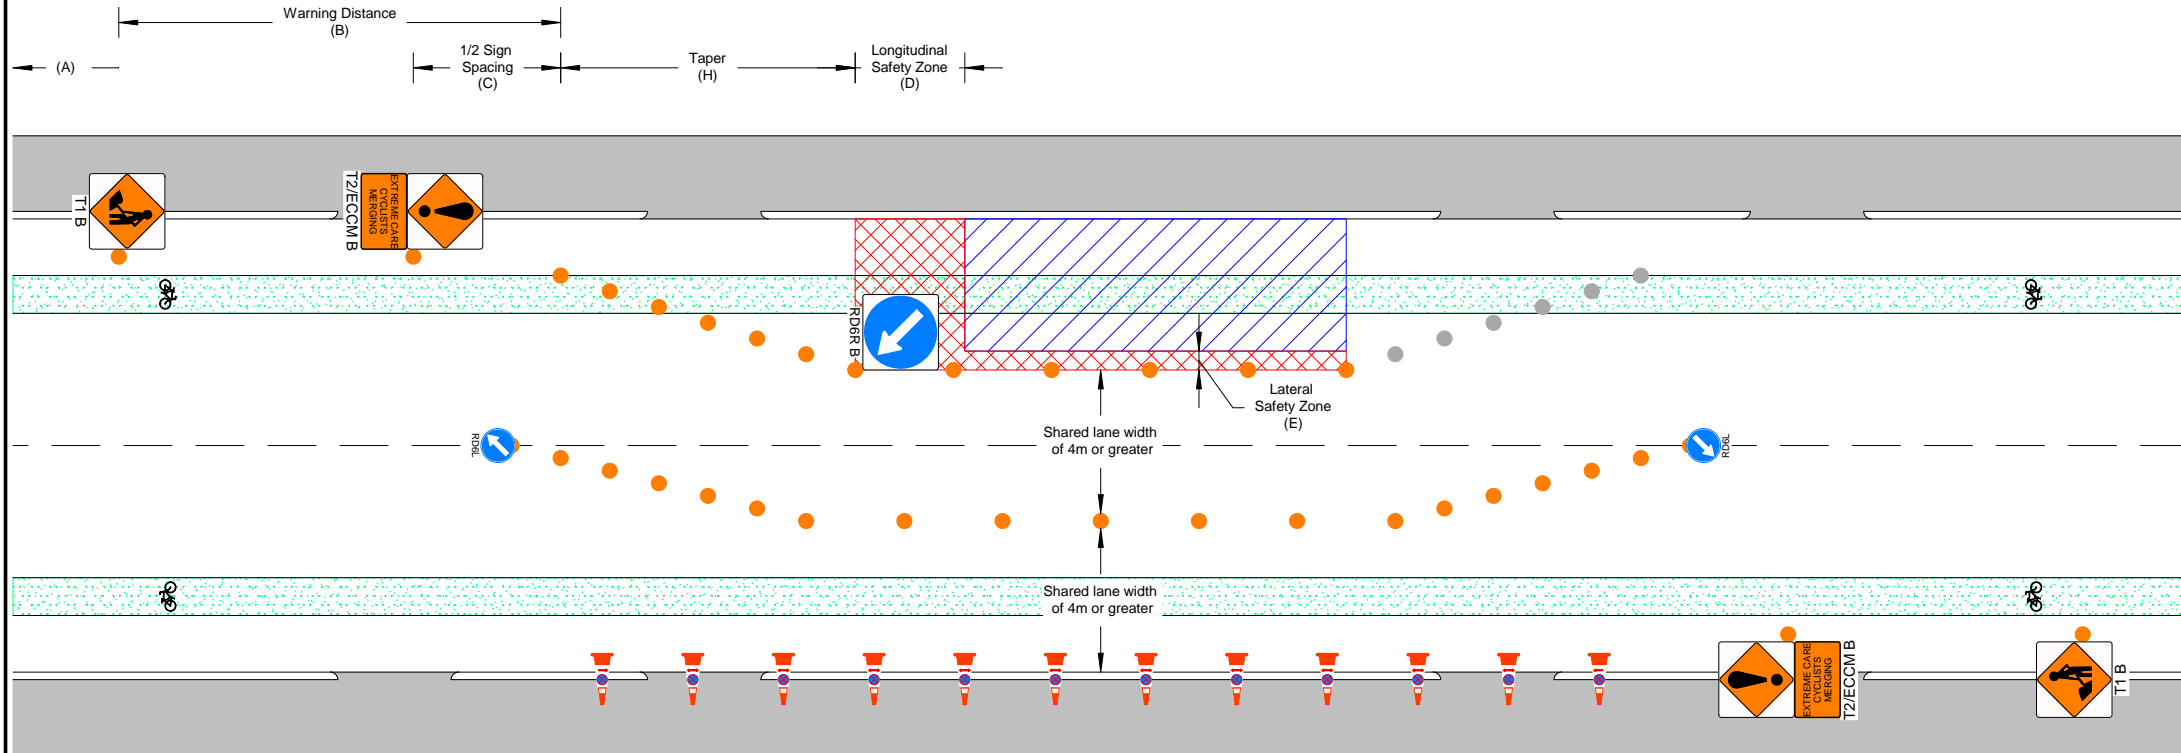 Warning Distance
(B)
1/2 Sign
Spacing
(C)
Taper
(H)
Longitudinal
Safety Zone
(D)
(A)
T1 B
T2/ECCM B
EXTREME CARE
CYCLISTS
MERGING
RD6R B
Lateral
Safety Zone
(E)
Shared lane width
of 4m or greater
RD6L
RD6L
Shared lane width
of 4m or greater
EXTREME CARE
CYCLISTS
MERGING
T2/ECCM B
T1 B